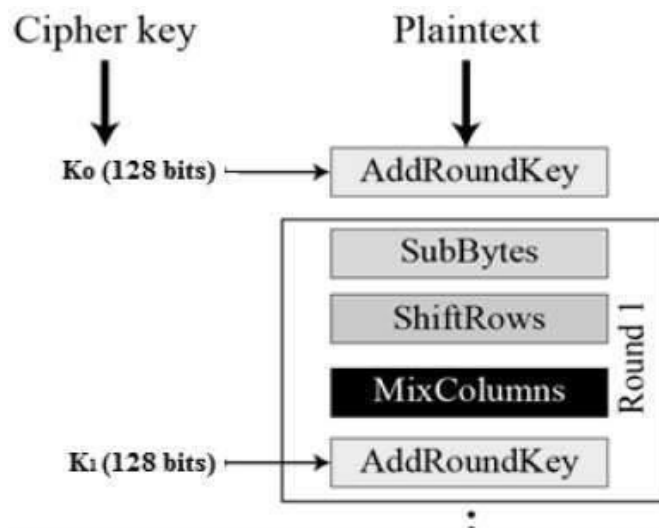 Cipher key
Plaintext
K0 (128 bits)
AddRoundKey
SubBytes
ShiftRows
MixColumns
Round 1
K1 (128 bits)
AddRoundKey